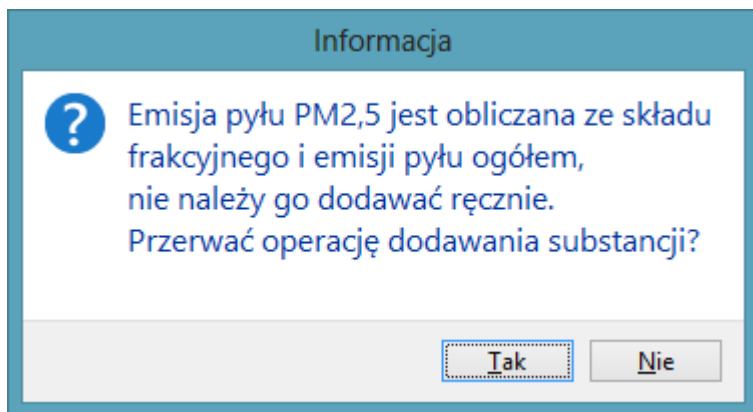 Informacja
Emisja pyłu PM2,5 jest obliczana ze składu
frakcyjnego i emisji pyłu ogółem,
nie należy go dodawać ręcznie.
Przerwać operację dodawania substancji?
Tak
Nie